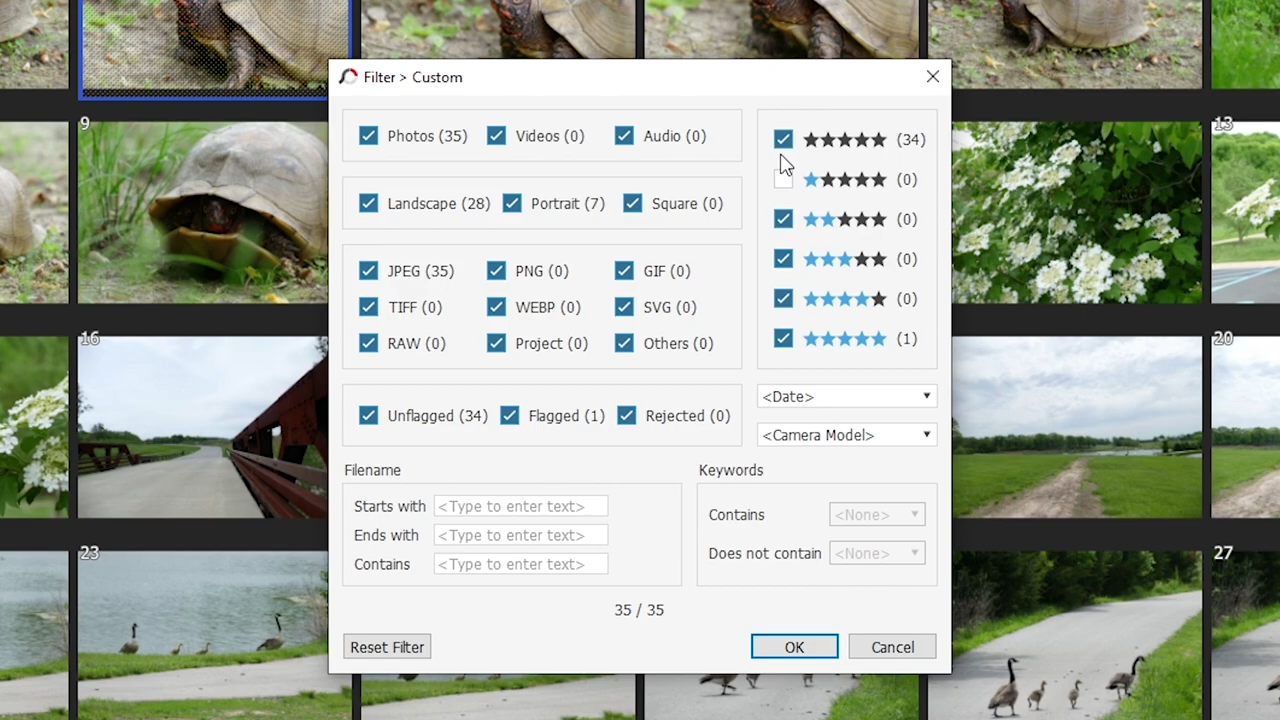 Filter > Custom
9
13
Photos (35) Videos (0) Audio (0)
(34)
(0)
Landscape (28) Portrait (7) Square (0)
(0)
JPEG (35) PNG (0) GIF (0)
(0)
TIFF (0) WEBP (0) SVG (0)
(0)
RAW (0) Project (0) Others (0)
(1)
16
20
Unflagged (34) Flagged (1) Rejected (0)
<Date>
<Camera Model>
Filename
Starts with <Type to enter text>
Ends with <Type to enter text>
Contains <Type to enter text>
Keywords
Contains <None>
Does not contain <None>
23
27
35 / 35
Reset Filter
OK
Cancel